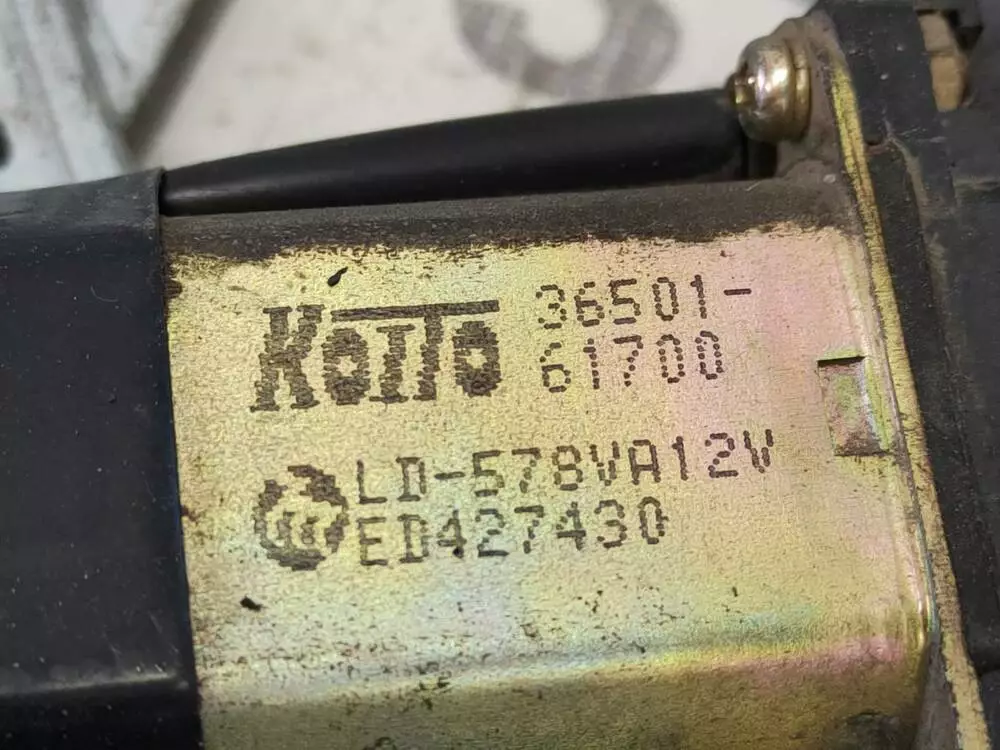 KOITO 36501-
61700
LD-578VA12V
ED427430